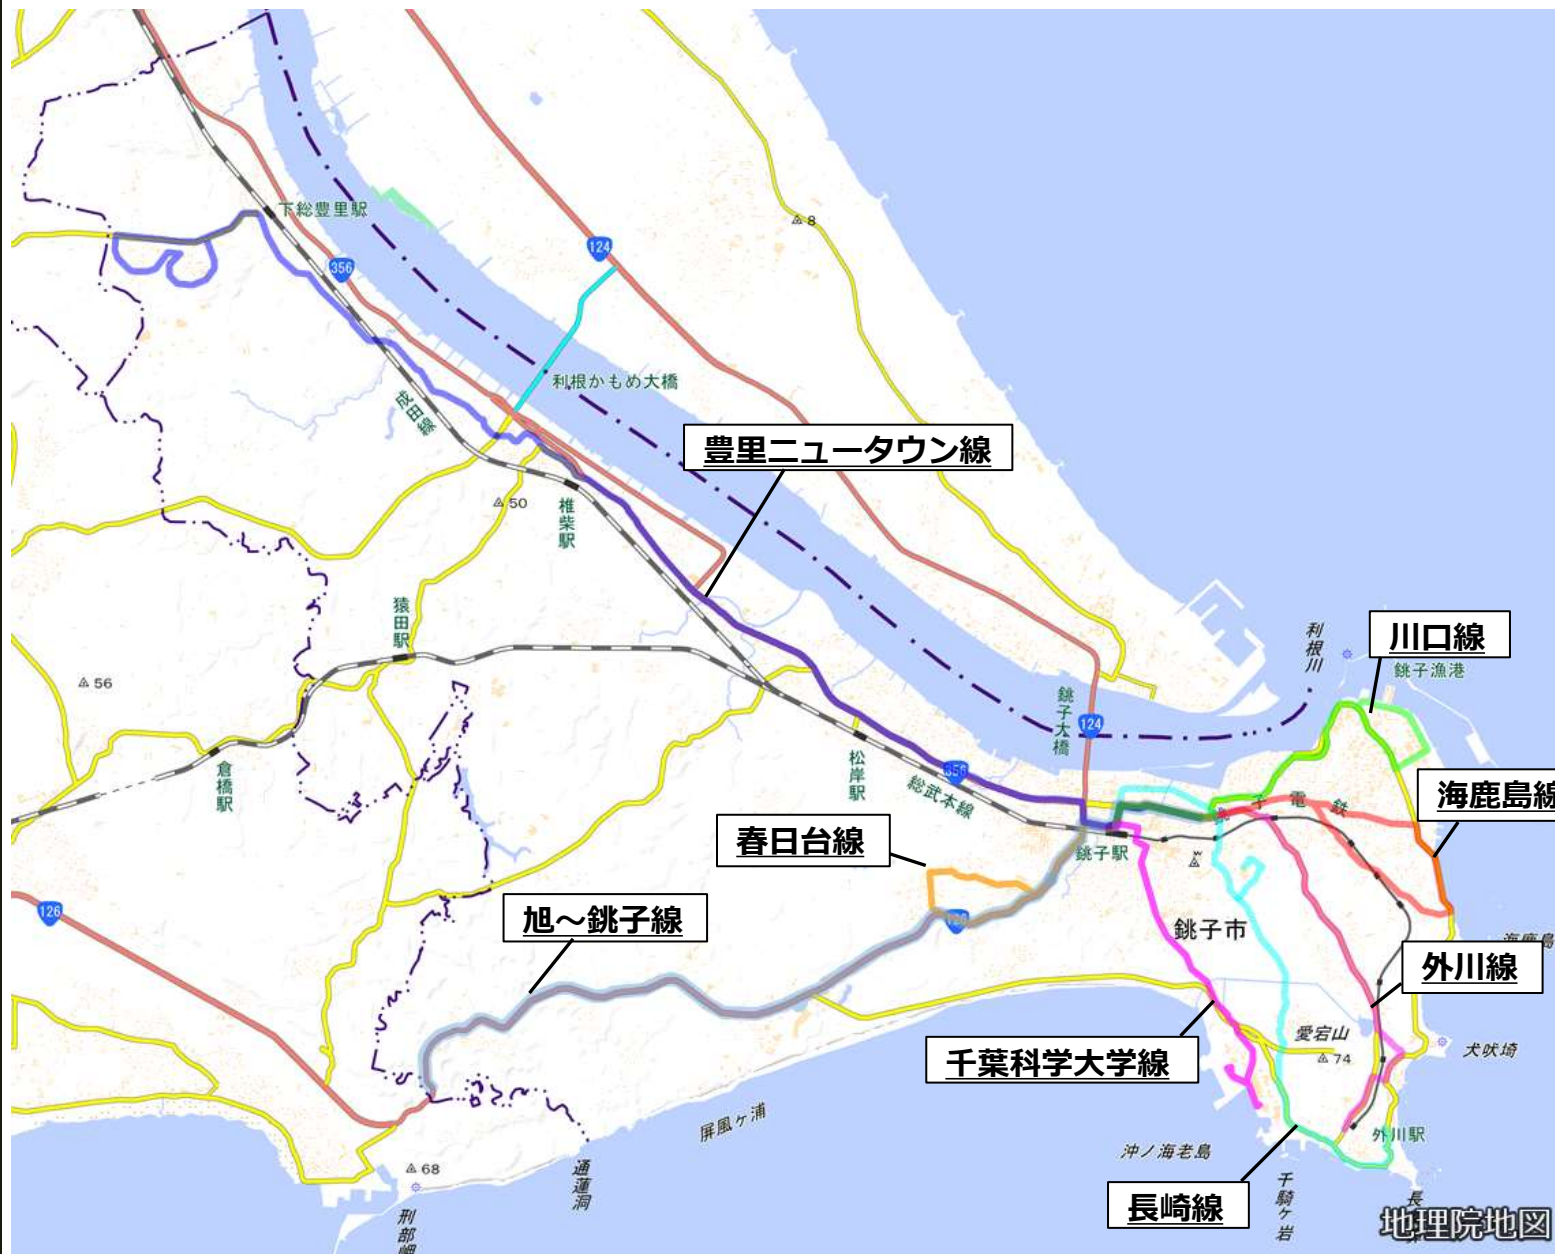 下総豊里駅
356
124
8
利根かもめ大橋
成田線
豊里ニュータウン線
50
椎柴駅
猿田駅
利根川
川口線
銚子漁港
56
銚子大橋
124
倉橋駅
松岸駅
356
総武本線
海鹿島線
子電鉄
春日台線
銚子駅
126
旭~銚子線
銚子市
外川線
愛宕山
74
犬吠埼
千葉科学大学線
屏風ヶ浦
外川駅
沖ノ海老島
68
通蓮洞
千騎ヶ岩
長崎線
刑部岬
地理院地図